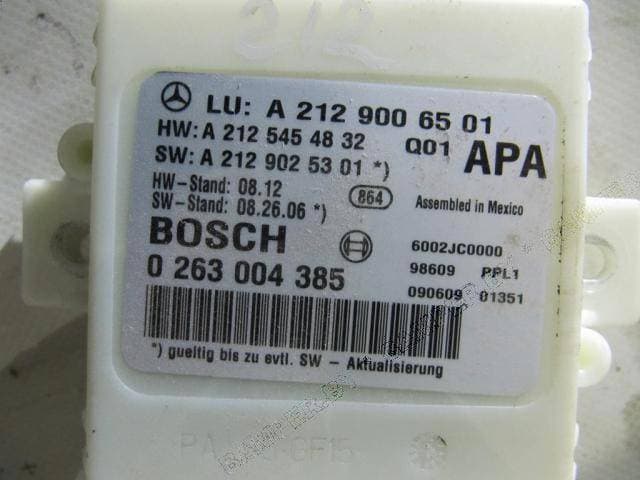 212
LU: A 212 900 65 01
HW: A 212 545 48 32 Q01 APA
SW: A 212 902 53 01 *)
HW-Stand: 08.12 864 Assembled in Mexico
SW-Stand: 08.26.06 *)
BOSCH 6002JC0000
0 263 004 385 98609 PPL1
090609 01351
*) gueltig bis zu evtl. SW - Aktualisierung
BAMPER.BY